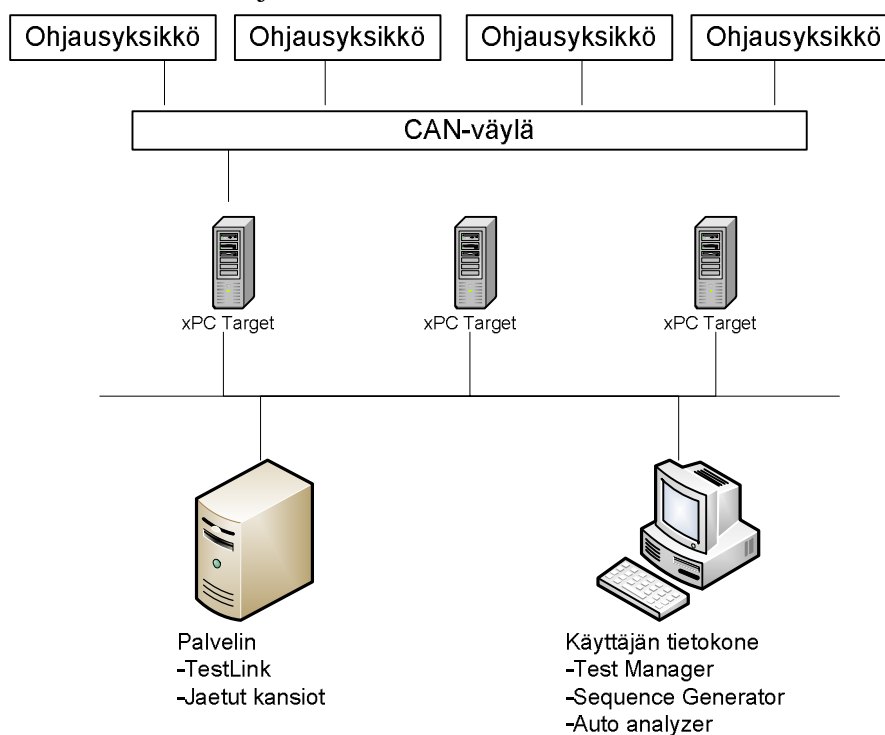 Ohjausyksikkö Ohjausyksikkö Ohjausyksikkö Ohjausyksikkö
CAN-väylä
xPC Target xPC Target xPC Target
Palvelin
-TestLink
-Jaetut kansiot
Käyttäjän tietokone
-Test Manager
-Sequence Generator
-Auto analyzer